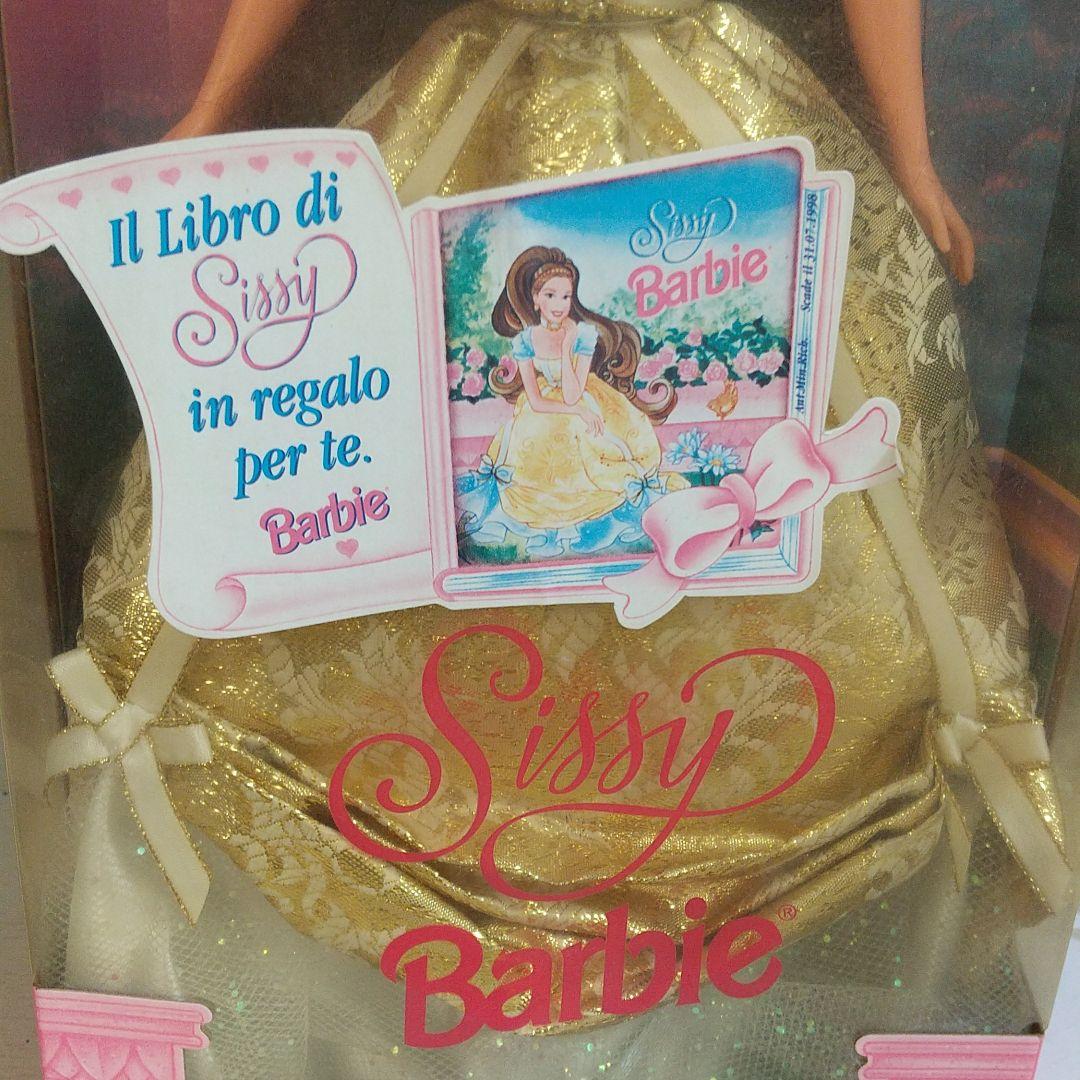 Il Libro di
Sissy
in regalo
per te.
Barbie
Sissy
Barbie
Aut.Min.Rich. Scade il 31.07.1998
Sissy
Barbie®